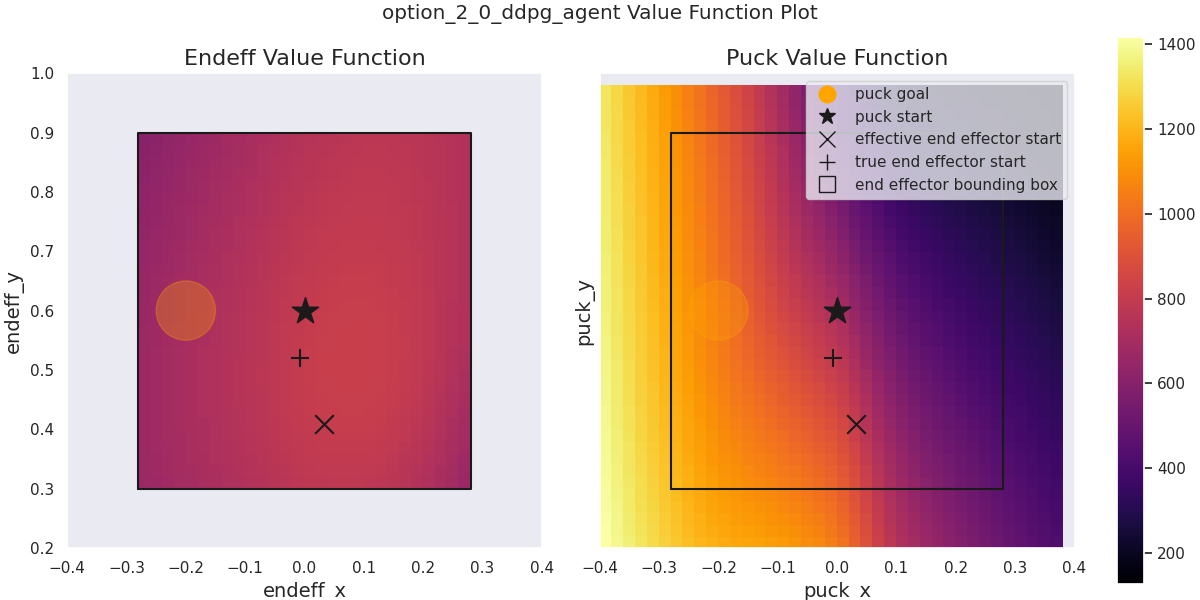 option_2_0_ddpg_agent Value Function Plot
Endeff Value Function
endeff_y
1.0
0.9
0.8
0.7
0.6
0.5
0.4
0.3
0.2
−0.4 −0.3 −0.2 −0.1 0.0 0.1 0.2 0.3 0.4
endeff_x
Puck Value Function
puck_y
puck goal
puck start
effective end effector start
true end effector start
end effector bounding box
−0.4 −0.3 −0.2 −0.1 0.0 0.1 0.2 0.3 0.4
puck_x
1400
1200
1000
800
600
400
200